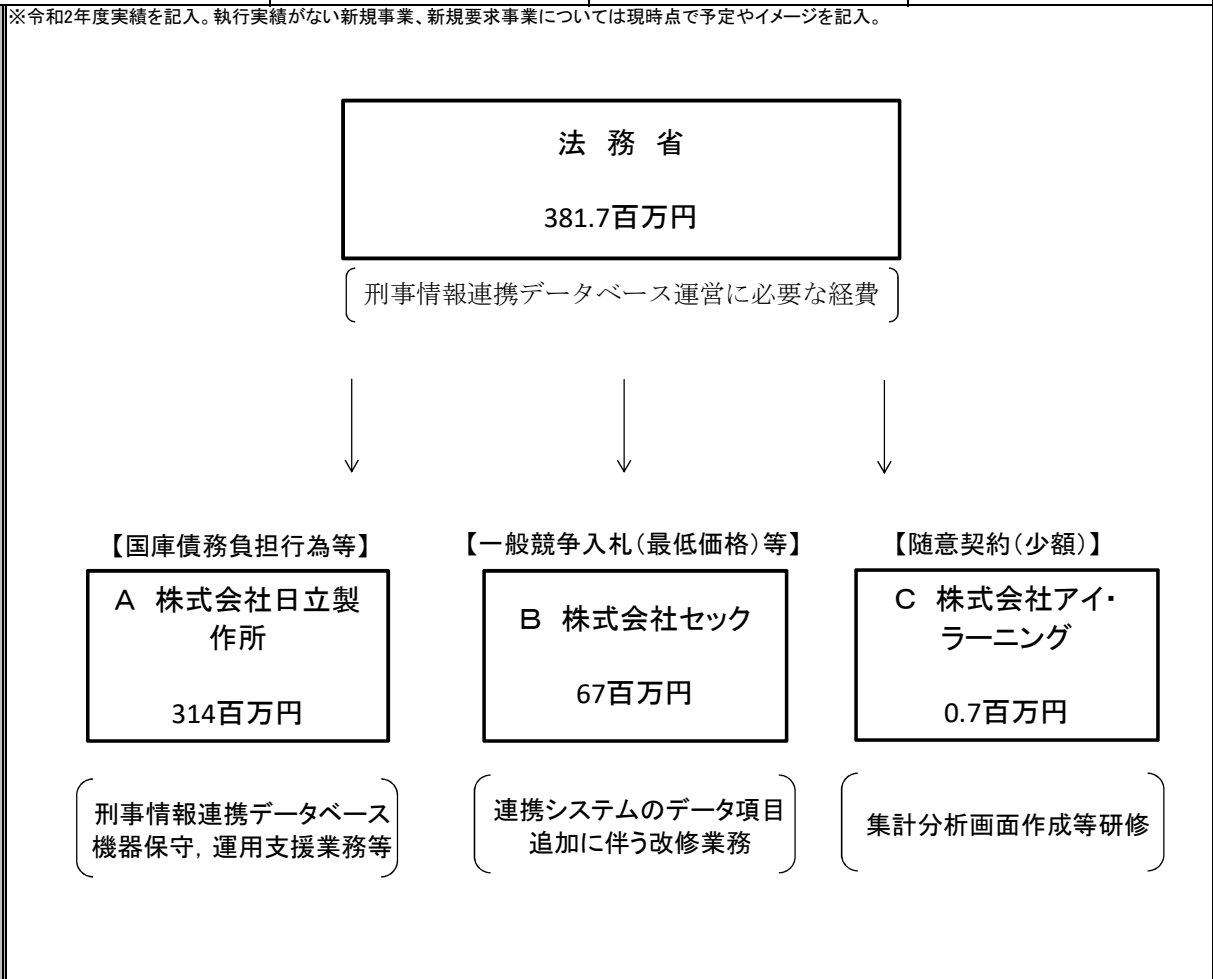 ※令和2年度実績を記入。執行実績がない新規事業、新規要求事業については現時点で予定やイメージを記入。
法 務 省
381.7百万円
刑事情報連携データベース運営に必要な経費
【国庫債務負担行為等】
A 株式会社日立製
作所
314百万円
刑事情報連携データベース
機器保守，運用支援業務等
【一般競争入札（最低価格）等】
B 株式会社セック
67百万円
連携システムのデータ項目
追加に伴う改修業務
【随意契約（少額）】
C 株式会社アイ・
ラーニング
0.7百万円
集計分析画面作成等研修